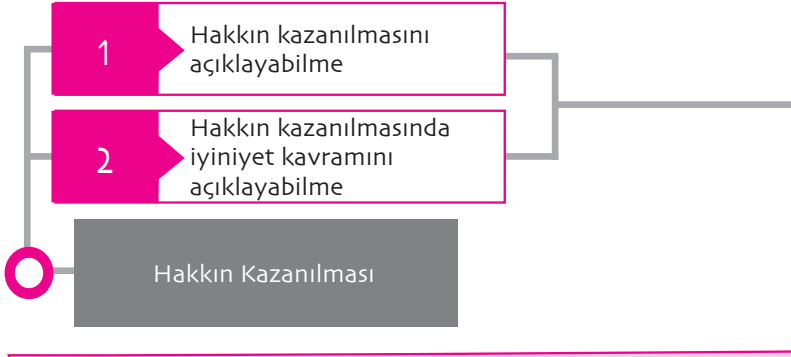 1
Hakkın kazanılmasını
açıklayabilme
2
Hakkın kazanılmasında
iyiniyet kavramını
açıklayabilme
Hakkın Kazanılması